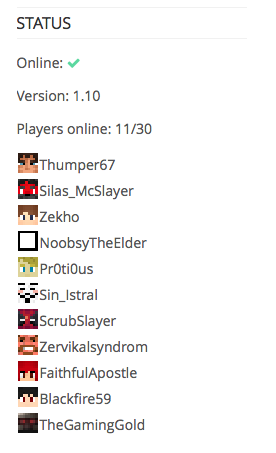 STATUS
Online: ✔
Version: 1.10
Players online: 11/30
Thumper67
Silas_McSlayer
Zekho
NoobsyTheElder
Pr0ti0us
Sin_Istral
ScrubSlayer
Zervikalsyndrom
FaithfulApostle
Blackfire59
TheGamingGold